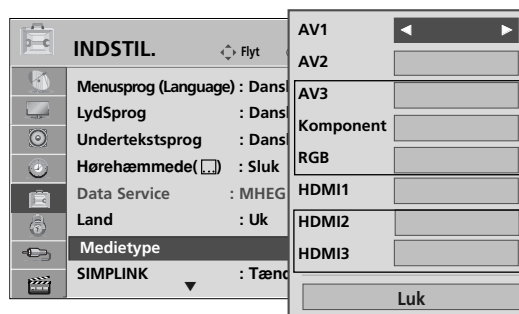 INDSTIL.
Flyt
Menusprog (Language) : Dansk
LydSprog : Dansk
Undertekstsprog : Dansk
Hørehæmmede( ) : Sluk
Data Service : MHEG
Land : Uk
Medietype
SIMPLINK : Tænd
AV1
AV2
AV3
Komponent
RGB
HDMI1
HDMI2
HDMI3
Luk